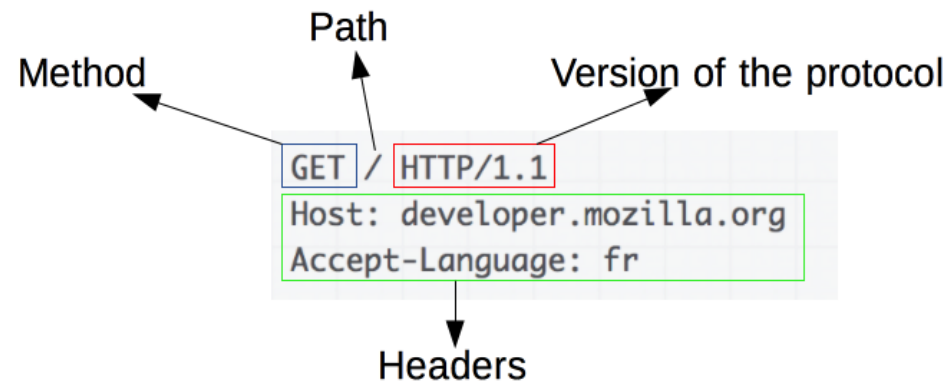 Path
Method
Version of the protocol
GET / HTTP/1.1
Host: developer.mozilla.org
Accept-Language: fr
Headers